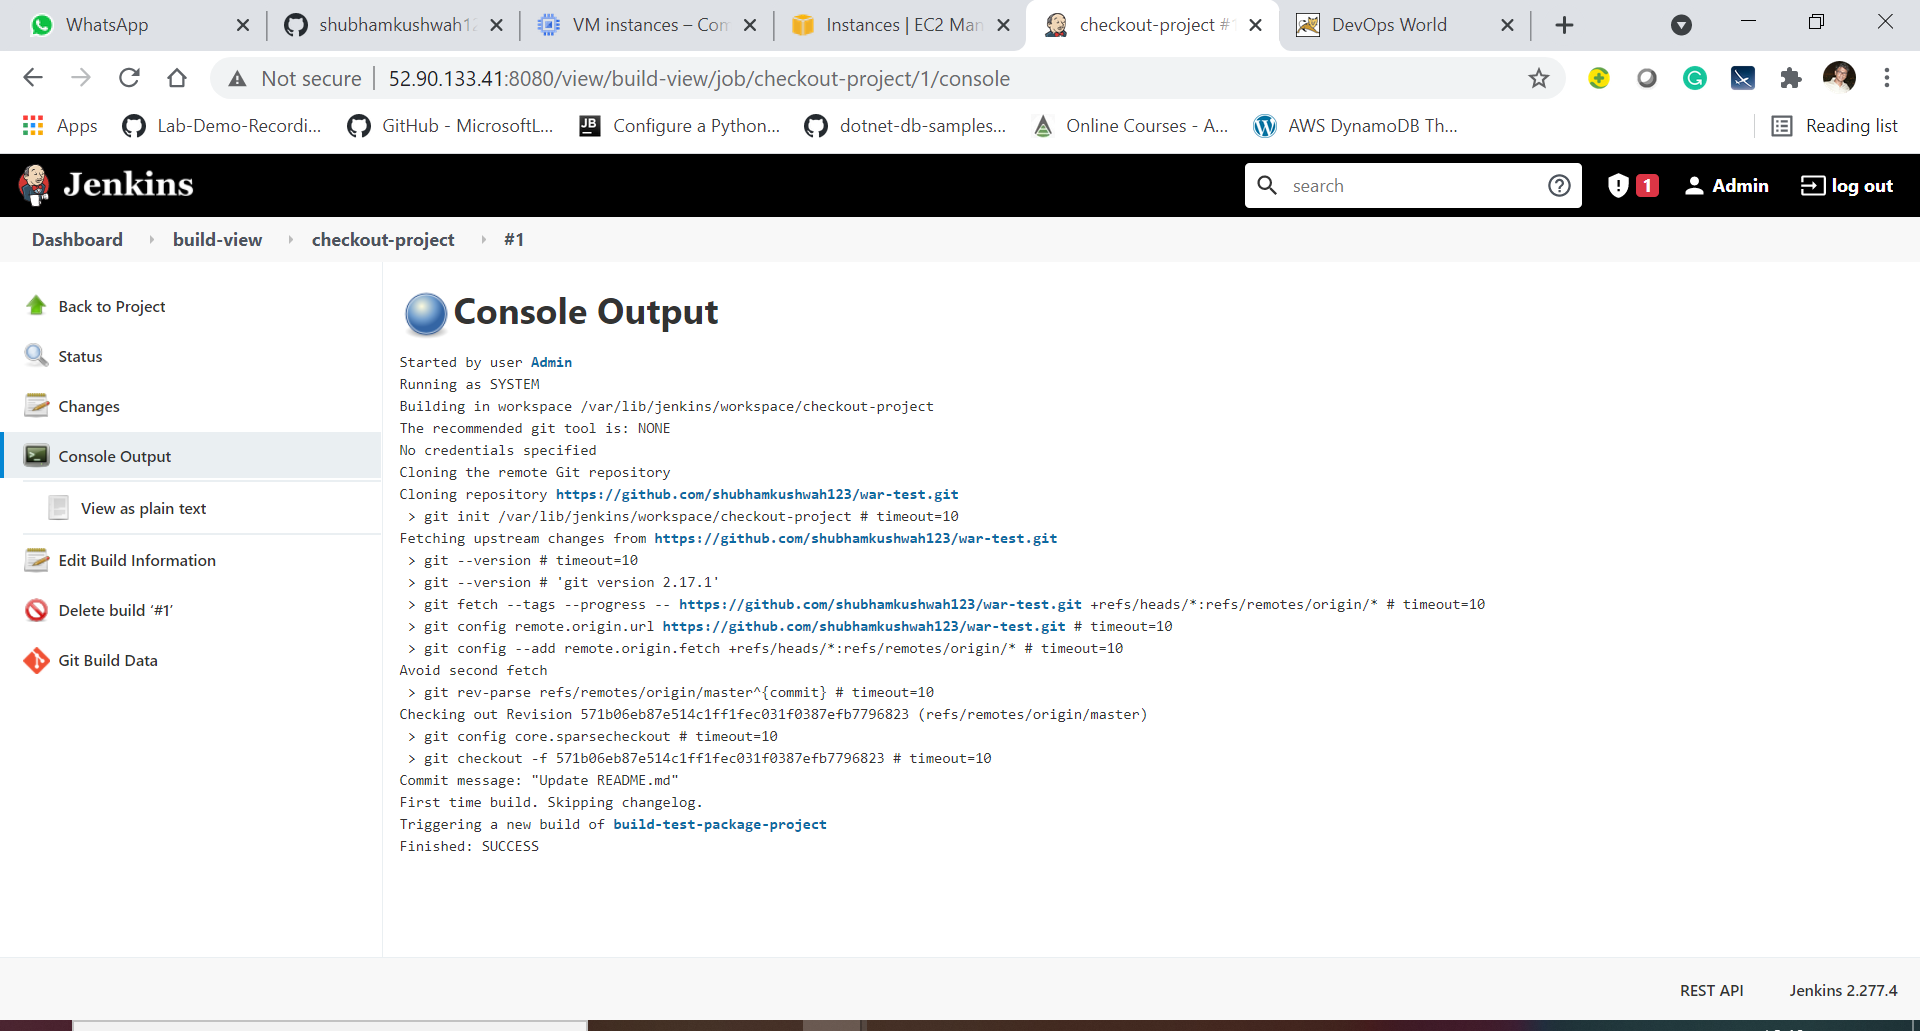 WhatsApp
shubhamkushwah12
VM instances – Com
Instances | EC2 Man
checkout-project #1
DevOps World
Not secure
52.90.133.41:8080/view/build-view/job/checkout-project/1/console
Apps
Lab-Demo-Recordi...
GitHub - MicrosoftL...
JB
Configure a Python...
dotnet-db-samples...
Online Courses - A...
AWS DynamoDB Th...
Reading list
Jenkins
search
1
Admin
log out
Dashboard
build-view
checkout-project
#1
Back to Project
Status
Changes
Console Output
View as plain text
Edit Build Information
Delete build ‘#1’
Git Build Data
Console Output
Started by user Admin
Running as SYSTEM
Building in workspace /var/lib/jenkins/workspace/checkout-project
The recommended git tool is: NONE
No credentials specified
Cloning the remote Git repository
Cloning repository https://github.com/shubhamkushwah123/war-test.git
> git init /var/lib/jenkins/workspace/checkout-project # timeout=10
Fetching upstream changes from https://github.com/shubhamkushwah123/war-test.git
> git --version # timeout=10
> git --version # 'git version 2.17.1'
> git fetch --tags --progress -- https://github.com/shubhamkushwah123/war-test.git +refs/heads/*:refs/remotes/origin/* # timeout=10
> git config remote.origin.url https://github.com/shubhamkushwah123/war-test.git # timeout=10
> git config --add remote.origin.fetch +refs/heads/*:refs/remotes/origin/* # timeout=10
Avoid second fetch
> git rev-parse refs/remotes/origin/master^{commit} # timeout=10
Checking out Revision 571b06eb87e514c1ff1fec031f0387efb7796823 (refs/remotes/origin/master)
> git config core.sparsecheckout # timeout=10
> git checkout -f 571b06eb87e514c1ff1fec031f0387efb7796823 # timeout=10
Commit message: "Update README.md"
First time build. Skipping changelog.
Triggering a new build of build-test-package-project
Finished: SUCCESS
REST API
Jenkins 2.277.4